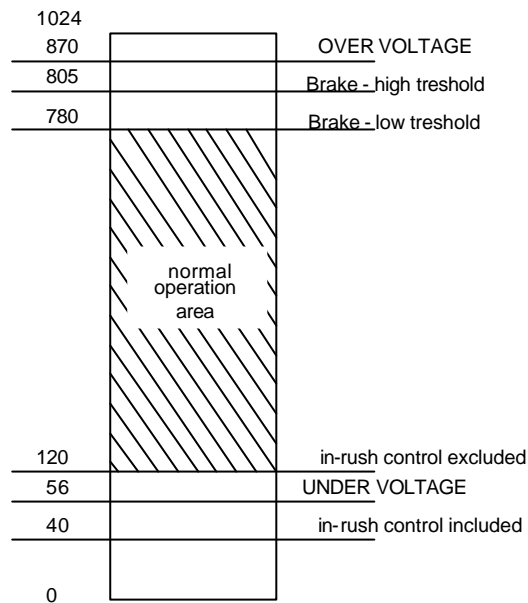 1024
870 OVER VOLTAGE
805 Brake - high treshold
780 Brake - low treshold
normal
operation
area
120 in-rush control excluded
56 UNDER VOLTAGE
40 in-rush control included
0